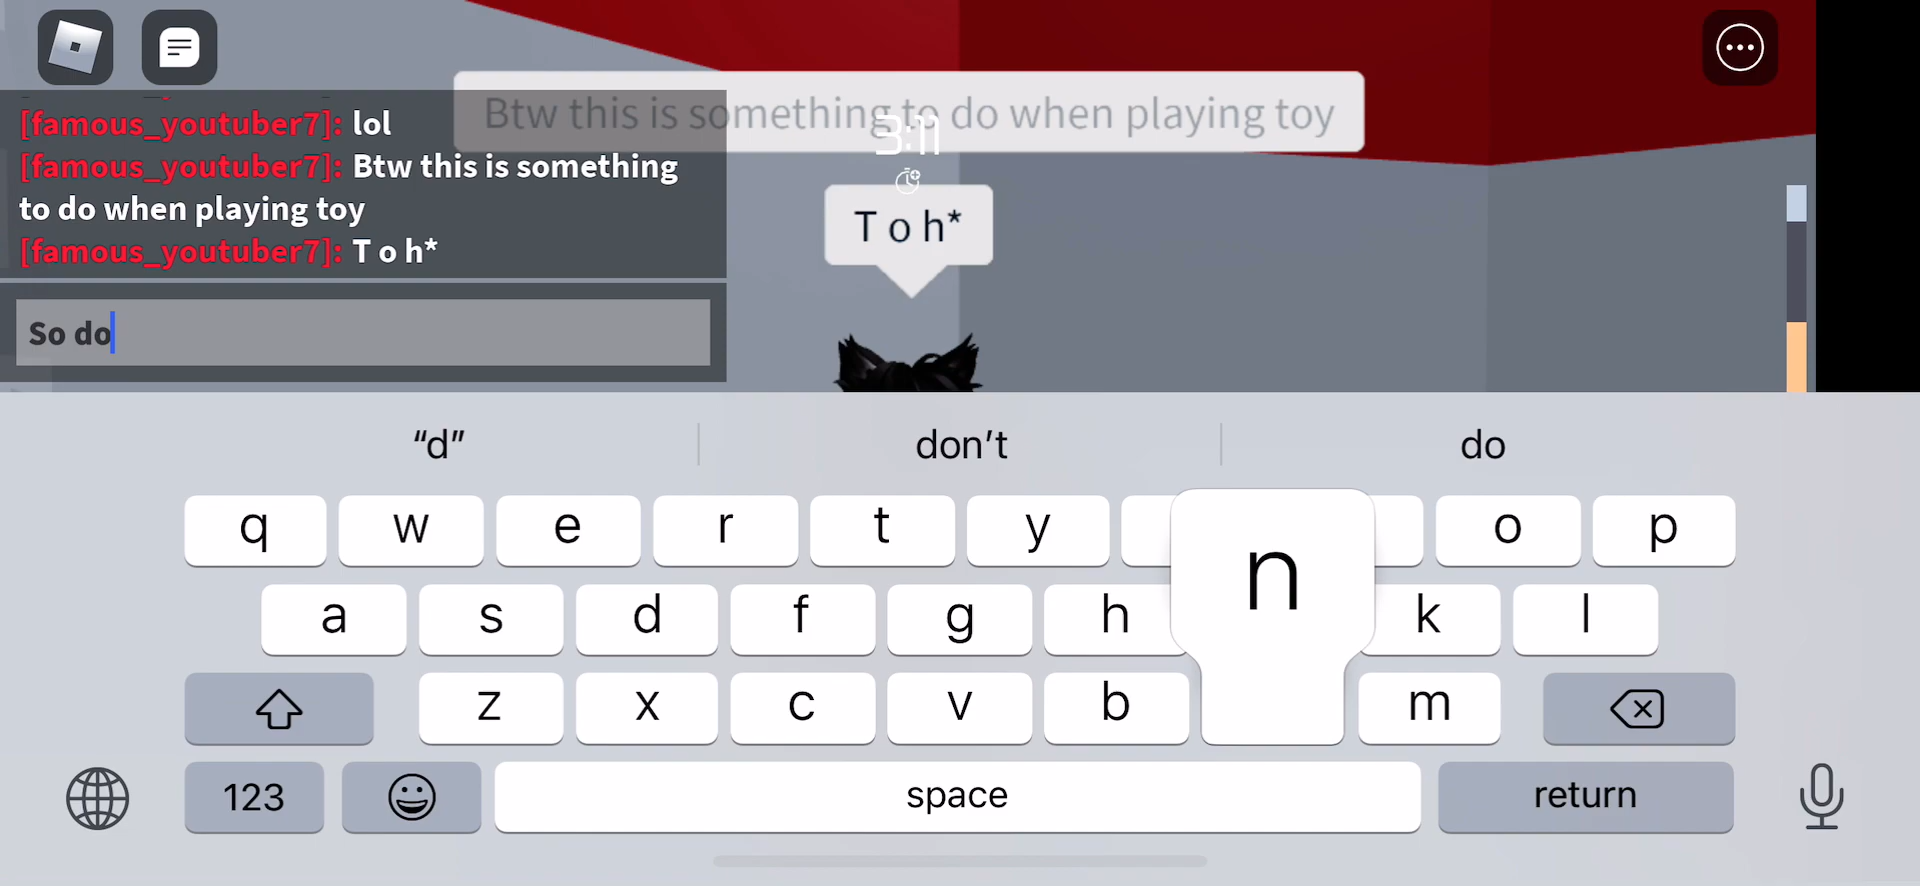 [famous_youtuber7]: lol
[famous_youtuber7]: Btw this is something
to do when playing toy
[famous_youtuber7]: T o h*
So do
Btw this is something to do when playing toy
3:11
T o h*
“d” don’t do
q w e r t y o p
a s d f g h k l
n
z x c v b m
123 space return